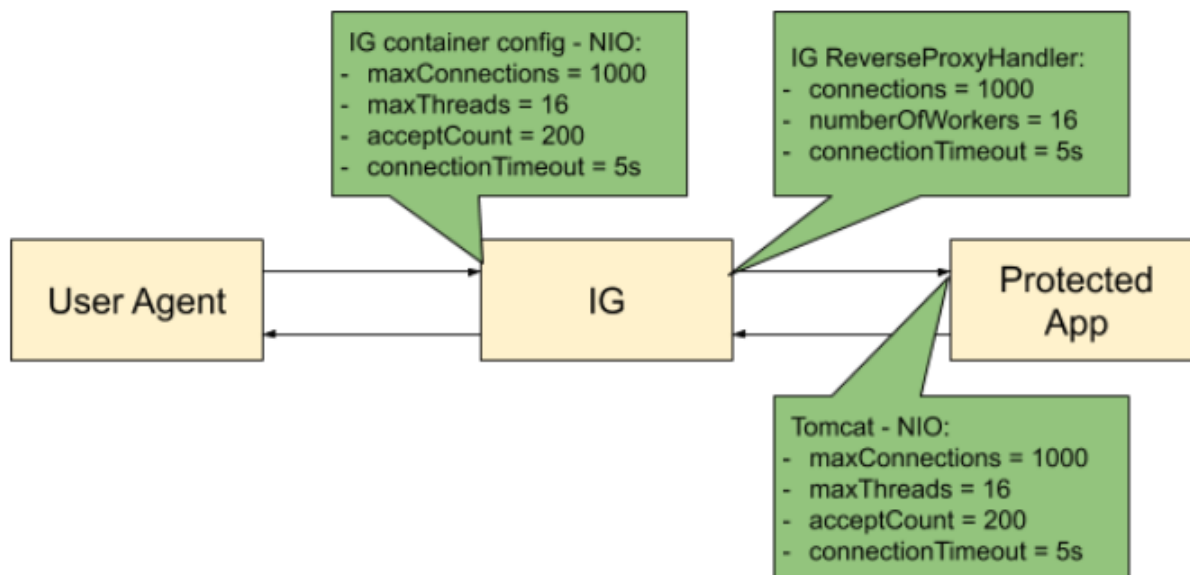 IG container config - NIO:
- maxConnections = 1000
- maxThreads = 16
- acceptCount = 200
- connectionTimeout = 5s
IG ReverseProxyHandler:
- connections = 1000
- numberOfWorkers = 16
- connectionTimeout = 5s
User Agent
IG
Protected
App
Tomcat - NIO:
- maxConnections = 1000
- maxThreads = 16
- acceptCount = 200
- connectionTimeout = 5s